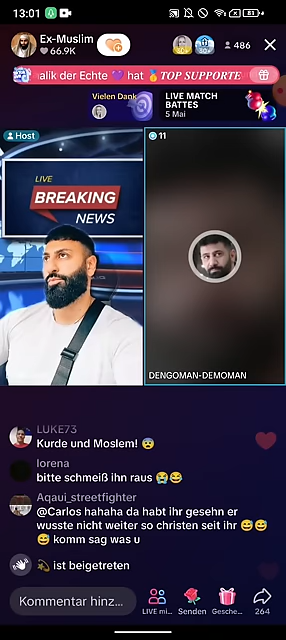 13:01
Ex-Muslim
66.9K
486
alik der Echte 💜 hat 🏅TOP SUPPORTE
Vielen Dank
LIVE MATCH
BATTES
5 Mai
Host
11
LIVE
BREAKING
NEWS
DENGOMAN-DEMOMAN
LUKE73
Kurde und Moslem! 😨
lorena
bitte schmeiß ihn raus 😭😂
Aqaui_streetfighter
@Carlos hahaha da habt ihr gesehn er
wusste nicht weiter so christen seit ihr 😅😅
😅 komm sag was u
💫 ist beigetreten
Kommentar hinz...
LIVE mi...
Senden
Gesche...
264